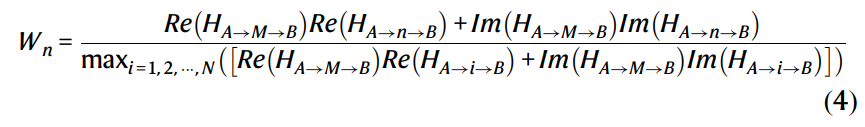 Wₙ = Re(H_{A→M→B})Re(H_{A→n→B}) + Im(H_{A→M→B})Im(H_{A→n→B})
max_{i=1,2,⋯,N}([Re(H_{A→M→B})Re(H_{A→i→B}) + Im(H_{A→M→B})Im(H_{A→i→B})])
(4)